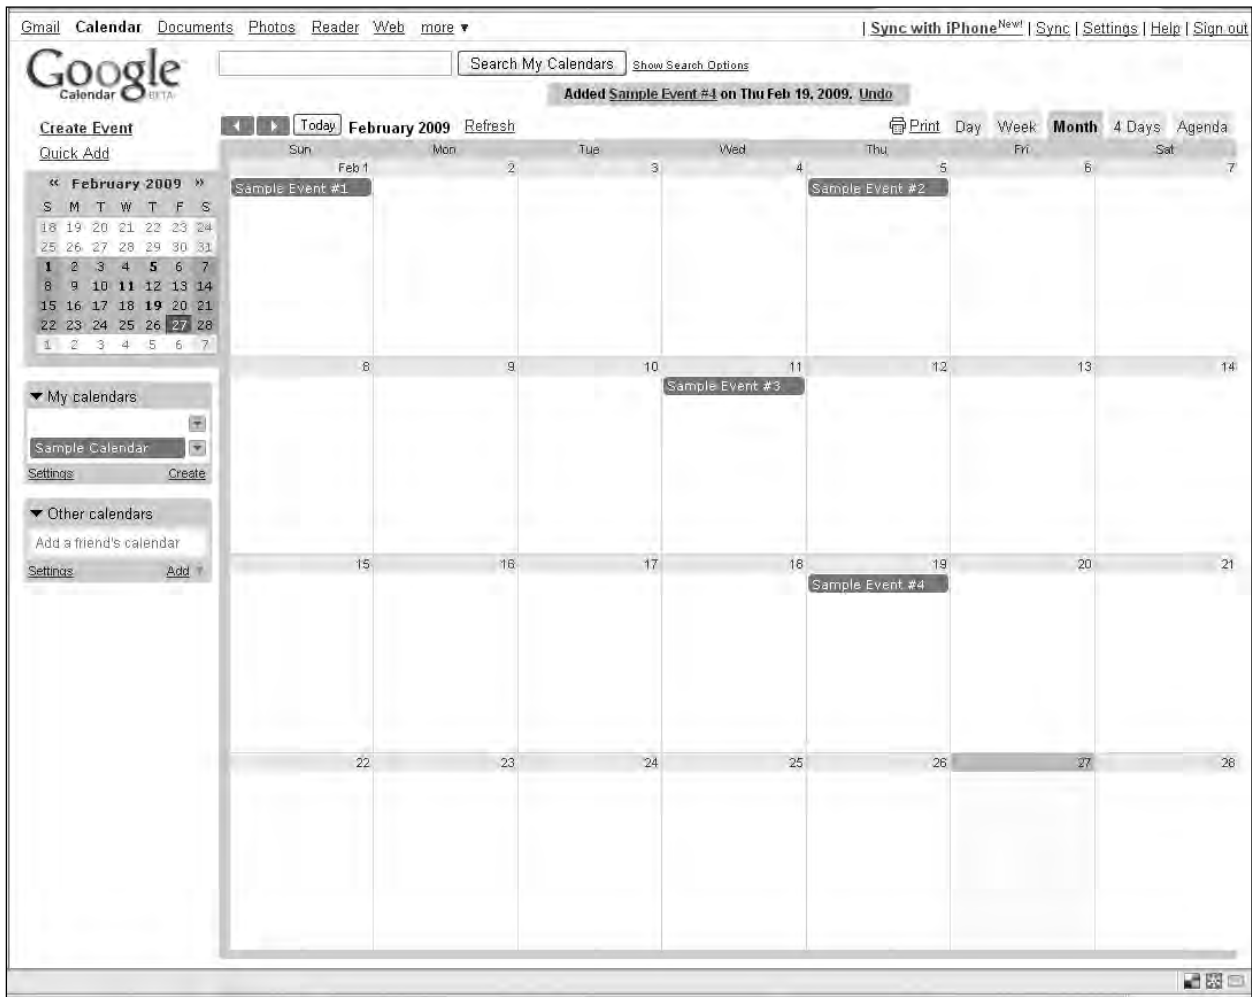 Gmail Calendar Documents Photos Reader Web more ▼ | Sync with iPhone New! | Sync | Settings | Help | Sign out
Google
Calendar BETA
Search My Calendars Show Search Options
Added Sample Event #4 on Thu Feb 19, 2009. Undo
Create Event
Quick Add
Today February 2009 Refresh Print Day Week Month 4 Days Agenda
« February 2009 »
S M T W T F S
18 19 20 21 22 23 24
25 26 27 28 29 30 31
1 2 3 4 5 6 7
8 9 10 11 12 13 14
15 16 17 18 19 20 21
22 23 24 25 26 27 28
1 2 3 4 5 6 7
▼ My calendars
Sample Calendar
Settings Create
▼ Other calendars
Add a friend's calendar
Settings Add ▼
Sun Mon Tue Wed Thu Fri Sat
Feb 1 2 3 4 5 6 7
Sample Event #1 Sample Event #2
8 9 10 11 12 13 14
Sample Event #3
15 16 17 18 19 20 21
Sample Event #4
22 23 24 25 26 27 28